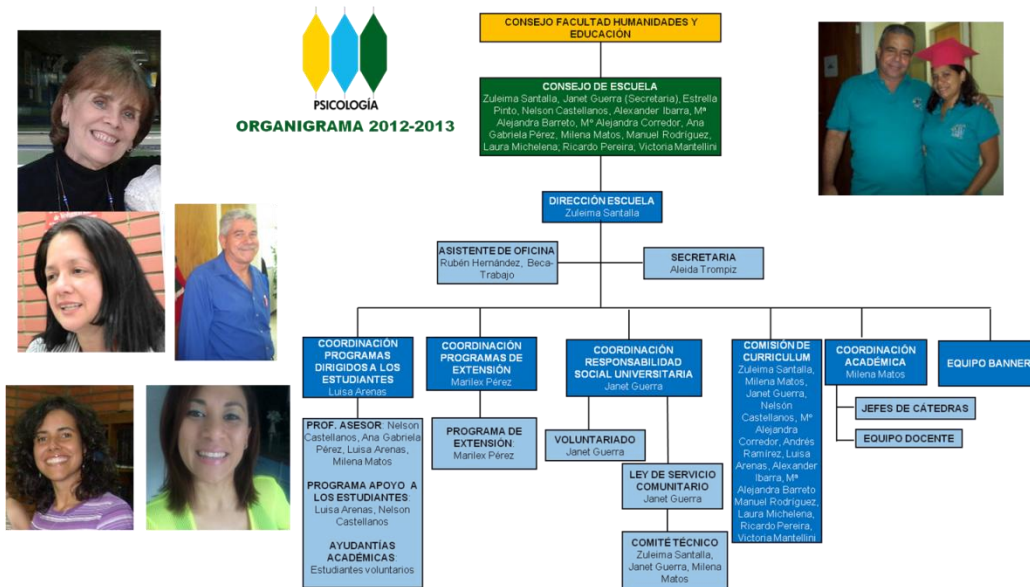 CONSEJO FACULTAD HUMANIDADES Y
EDUCACIÓN
PSICOLOGÍA
ORGANIGRAMA 2012-2013
CONSEJO DE ESCUELA
Zuleima Santalla, Janet Guerra (Secretaria), Estrella
Pinto, Nelson Castellanos, Alexander Ibarra, Mª
Alejandra Barreto, Mª Alejandra Corredor, Ana
Gabriela Pérez, Milena Matos, Manuel Rodríguez,
Laura Michelena; Ricardo Pereira; Victoria Mantellini
DIRECCIÓN ESCUELA
Zuleima Santalla
ASISTENTE DE OFICINA
Rubén Hernández, Beca-
Trabajo
SECRETARIA
Aleida Trompiz
COORDINACIÓN
PROGRAMAS
DIRIGIDOS A LOS
ESTUDIANTES
Luisa Arenas
PROF. ASESOR: Nelson
Castellanos, Ana Gabriela
Pérez, Luisa Arenas,
Milena Matos
PROGRAMA APOYO A
LOS ESTUDIANTES:
Luisa Arenas, Nelson
Castellanos
AYUDANTÍAS
ACADÉMICAS:
Estudiantes voluntarios
COORDINACIÓN
PROGRAMAS DE
EXTENSIÓN
Marilex Pérez
PROGRAMA DE
EXTENSIÓN:
Marilex Pérez
COORDINACIÓN
RESPONSABILIDAD
SOCIAL UNIVERSITARIA
Janet Guerra
VOLUNTARIADO
Janet Guerra
LEY DE SERVICIO
COMUNITARIO
Janet Guerra
COMITÉ TÉCNICO
Zuleima Santalla,
Janet Guerra, Milena
Matos
COMISIÓN DE
CURRICULUM
Zuleima Santalla,
Milena Matos,
Janet Guerra,
Nelsón
Castellanos, Mª
Alejandra
Corredor, Andrés
Ramírez, Luisa
Arenas, Alexander
Ibarra, Mª
Alejandra Barreto
Manuel Rodríguez,
Laura Michelena,
Ricardo Pereira,
Victoria Mantellini
COORDINACIÓN
ACADÉMICA
Milena Matos
JEFES DE CÁTEDRAS
EQUIPO DOCENTE
EQUIPO BANNER